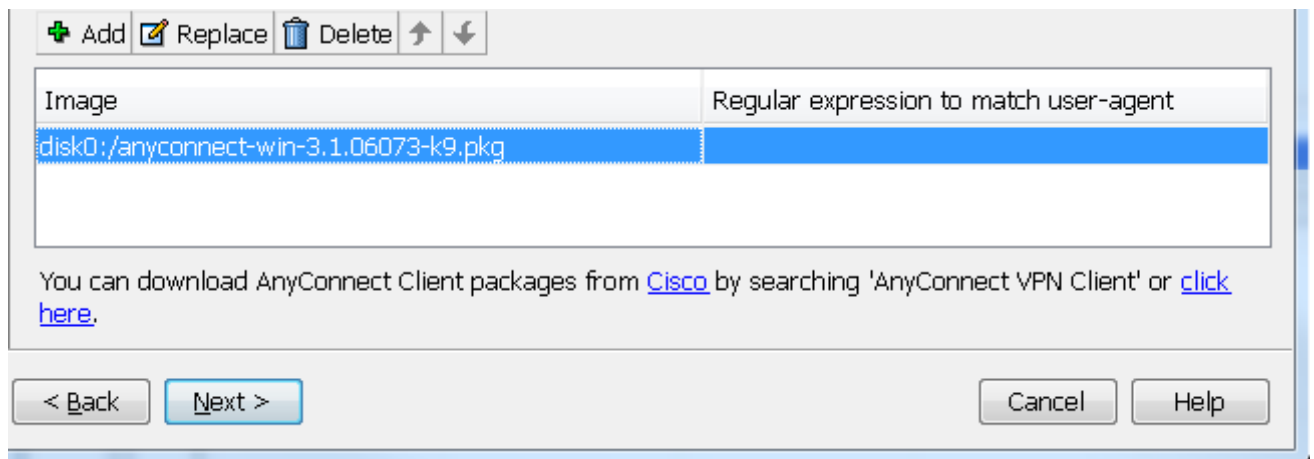 Add Replace Delete
Image Regular expression to match user-agent
disk0:/anyconnect-win-3.1.06073-k9.pkg
You can download AnyConnect Client packages from Cisco by searching 'AnyConnect VPN Client' or click
here.
< Back Next > Cancel Help